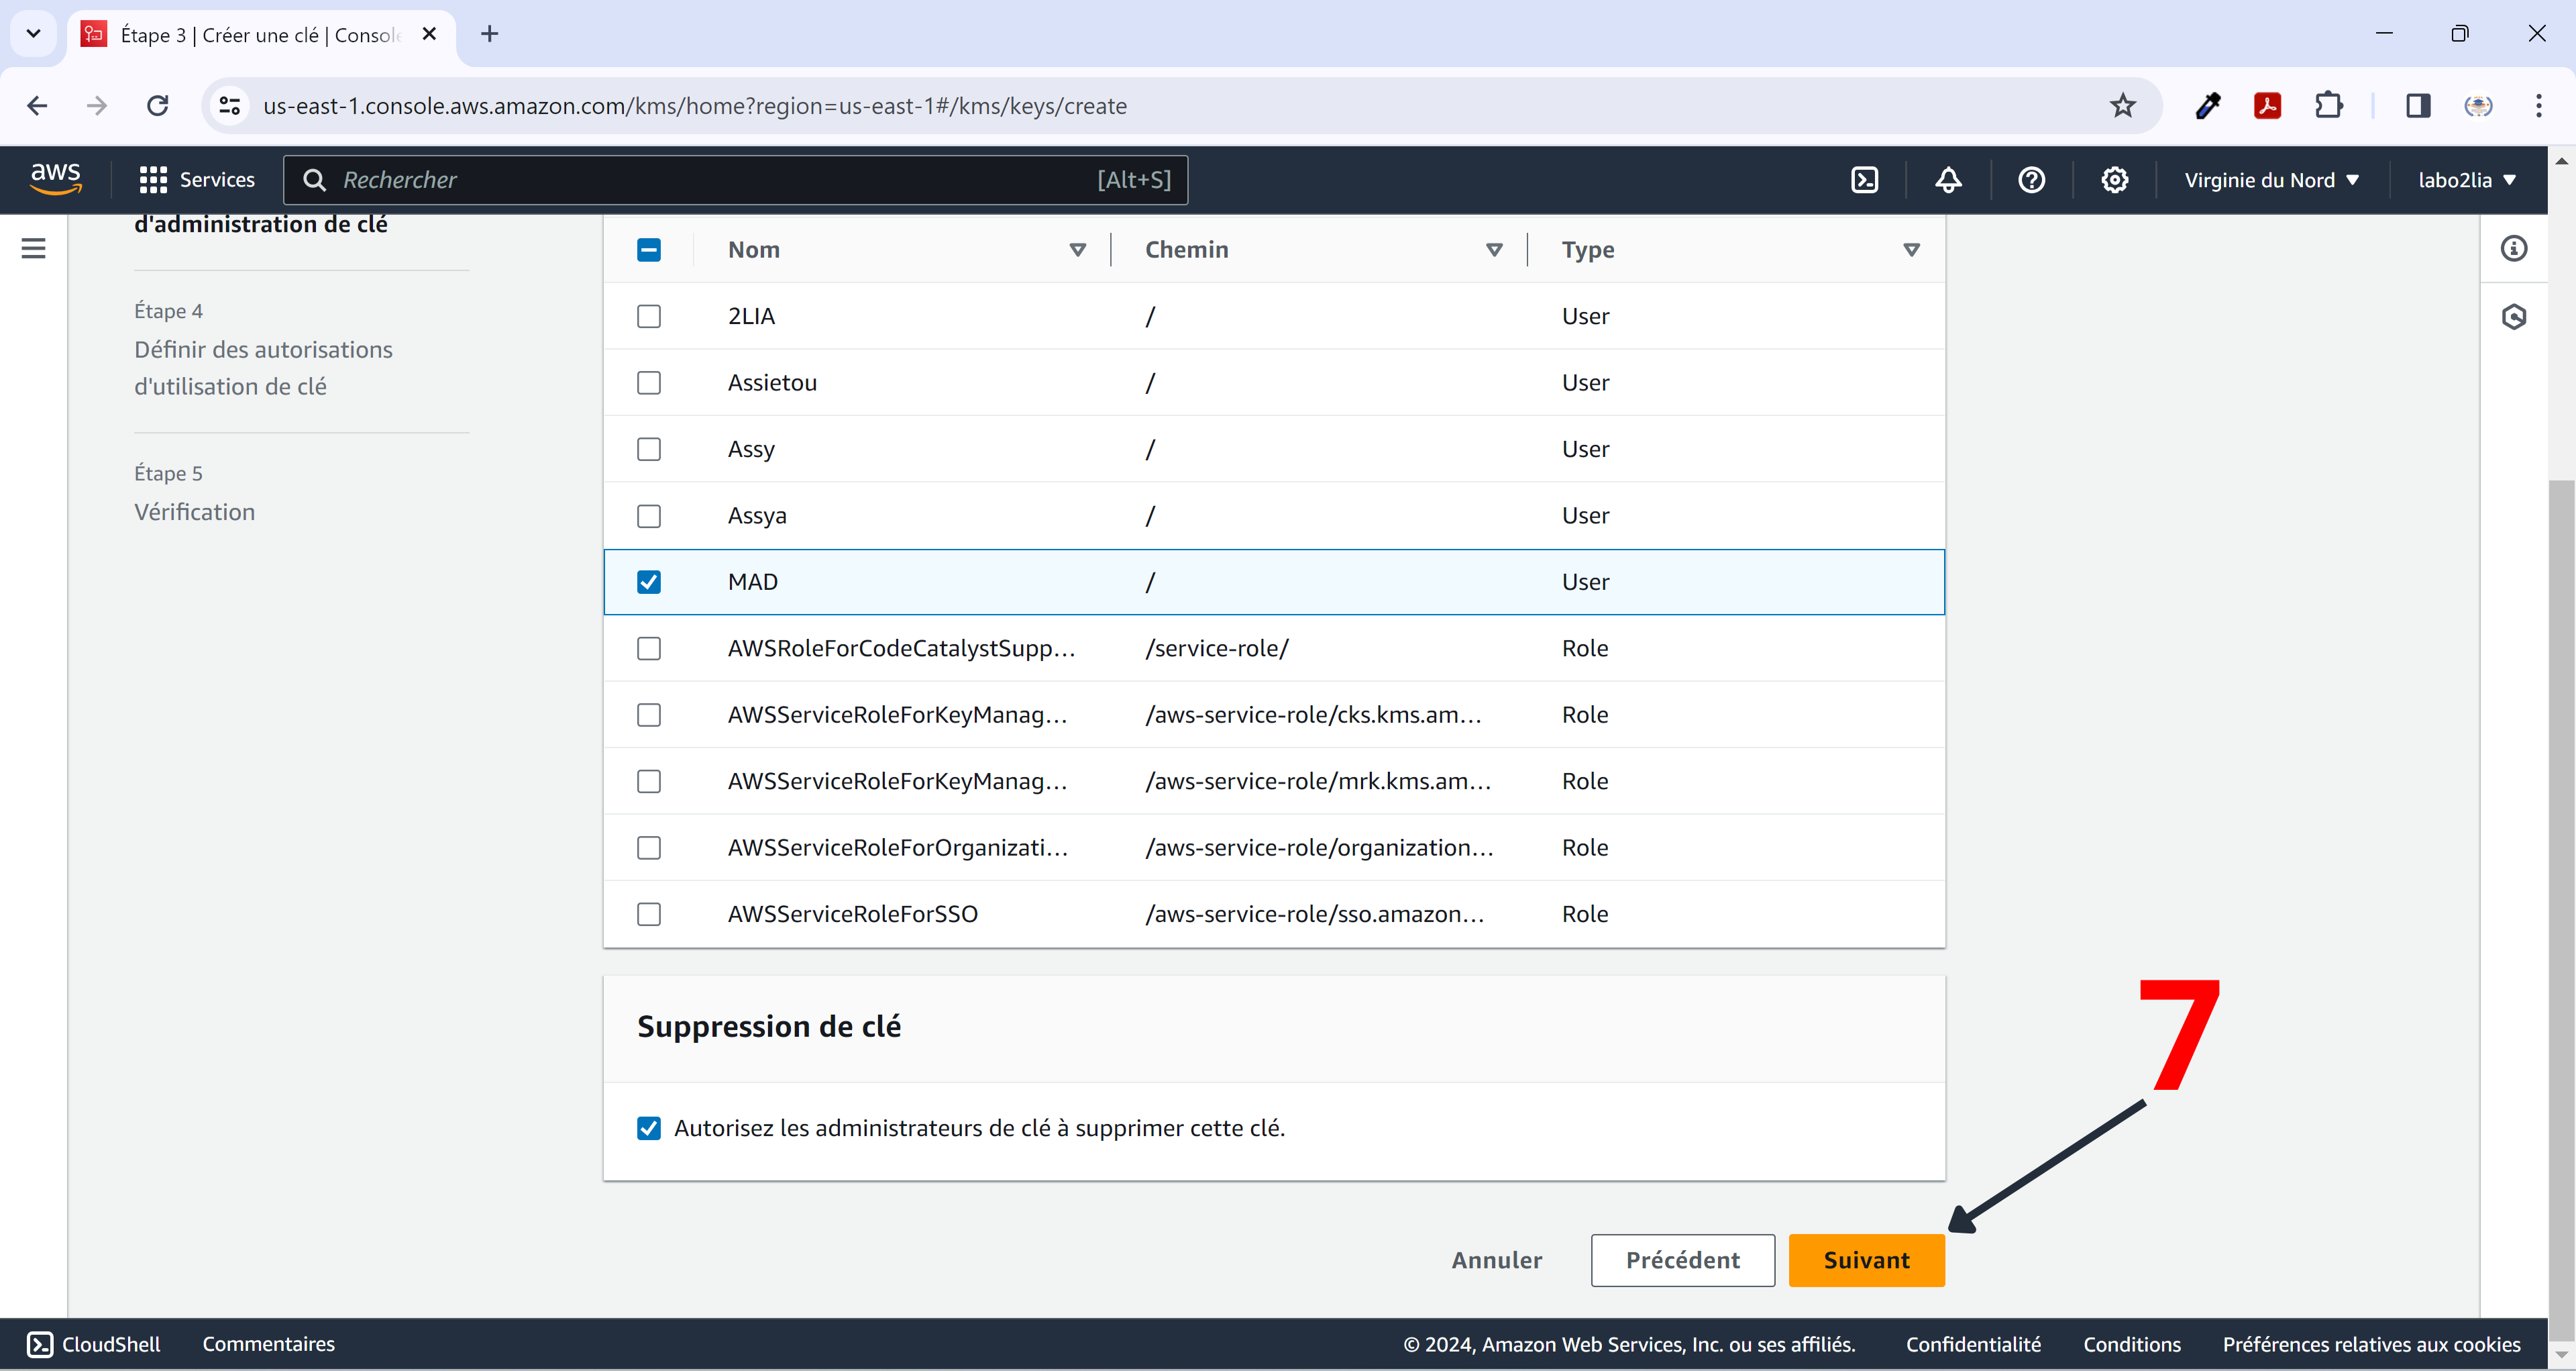 Étape 3 | Créer une clé | Console
us-east-1.console.aws.amazon.com/kms/home?region=us-east-1#/kms/keys/create
aws Services Rechercher [Alt+S] Virginie du Nord labo2lia
d'administration de clé
Étape 4
Définir des autorisations
d'utilisation de clé
Étape 5
Vérification
Nom Chemin Type
2LIA / User
Assietou / User
Assy / User
Assya / User
MAD / User
AWSRoleForCodeCatalystSupp... /service-role/ Role
AWSServiceRoleForKeyManag... /aws-service-role/cks.kms.am... Role
AWSServiceRoleForKeyManag... /aws-service-role/mrk.kms.am... Role
AWSServiceRoleForOrganizati... /aws-service-role/organization... Role
AWSServiceRoleForSSO /aws-service-role/sso.amazon... Role
Suppression de clé
7
Autorisez les administrateurs de clé à supprimer cette clé.
Annuler Précédent Suivant
CloudShell Commentaires © 2024, Amazon Web Services, Inc. ou ses affiliés. Confidentialité Conditions Préférences relatives aux cookies